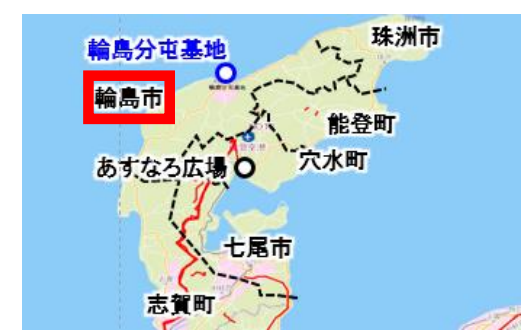 珠洲市
輪島分屯基地
輪島市
能登町
あすなろ広場
穴水町
七尾市
志賀町